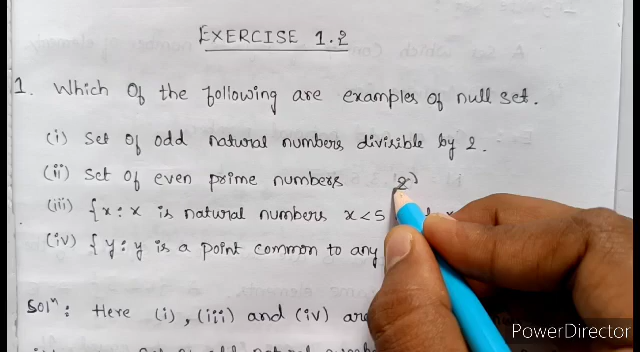 EXERCISE 1.2
1. Which of the following are examples of null set.
(i) Set of odd natural numbers divisible by 2.
(ii) Set of even prime numbers 2)
(iii) {x : x is natural numbers x<5
(iv) {y : y is a point common to any
Solⁿ : Here (i), (iii) and (iv) are
PowerDirector